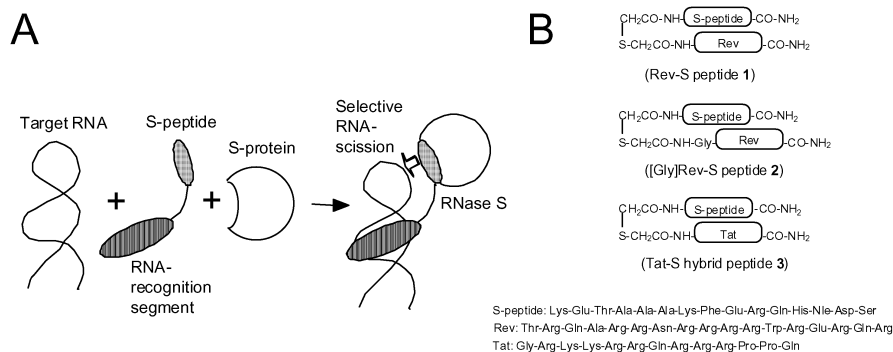 A
Target RNA
S-peptide
S-protein
Selective
RNA-
scission
RNase S
RNA-
recognition
segment
B
CH₂CO-NH- S-peptide -CO-NH₂
S-CH₂CO-NH- Rev -CO-NH₂
(Rev-S peptide 1)
CH₂CO-NH- S-peptide -CO-NH₂
S-CH₂CO-NH-Gly- Rev -CO-NH₂
([Gly]Rev-S peptide 2)
CH₂CO-NH- S-peptide -CO-NH₂
S-CH₂CO-NH- Tat -CO-NH₂
(Tat-S hybrid peptide 3)
S-peptide: Lys-Glu-Thr-Ala-Ala-Ala-Lys-Phe-Glu-Arg-Gln-His-Nle-Asp-Ser
Rev: Thr-Arg-Gln-Ala-Arg-Arg-Asn-Arg-Arg-Arg-Arg-Trp-Arg-Glu-Arg-Gln-Arg
Tat: Gly-Arg-Lys-Lys-Arg-Arg-Gln-Arg-Arg-Arg-Pro-Pro-Gln